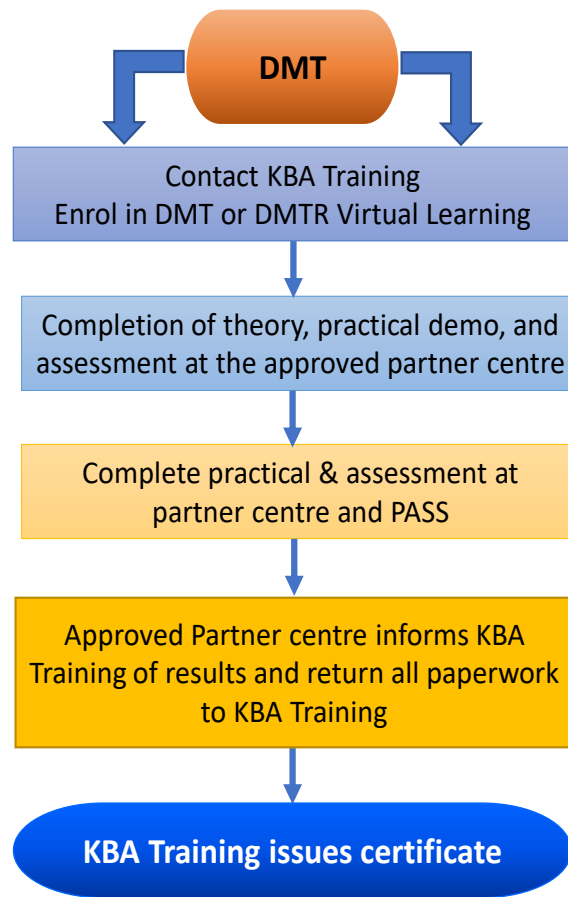 DMT
Contact KBA Training
Enrol in DMT or DMTR Virtual Learning
Completion of theory, practical demo, and
assessment at the approved partner centre
Complete practical & assessment at
partner centre and PASS
Approved Partner centre informs KBA
Training of results and return all paperwork
to KBA Training
KBA Training issues certificate